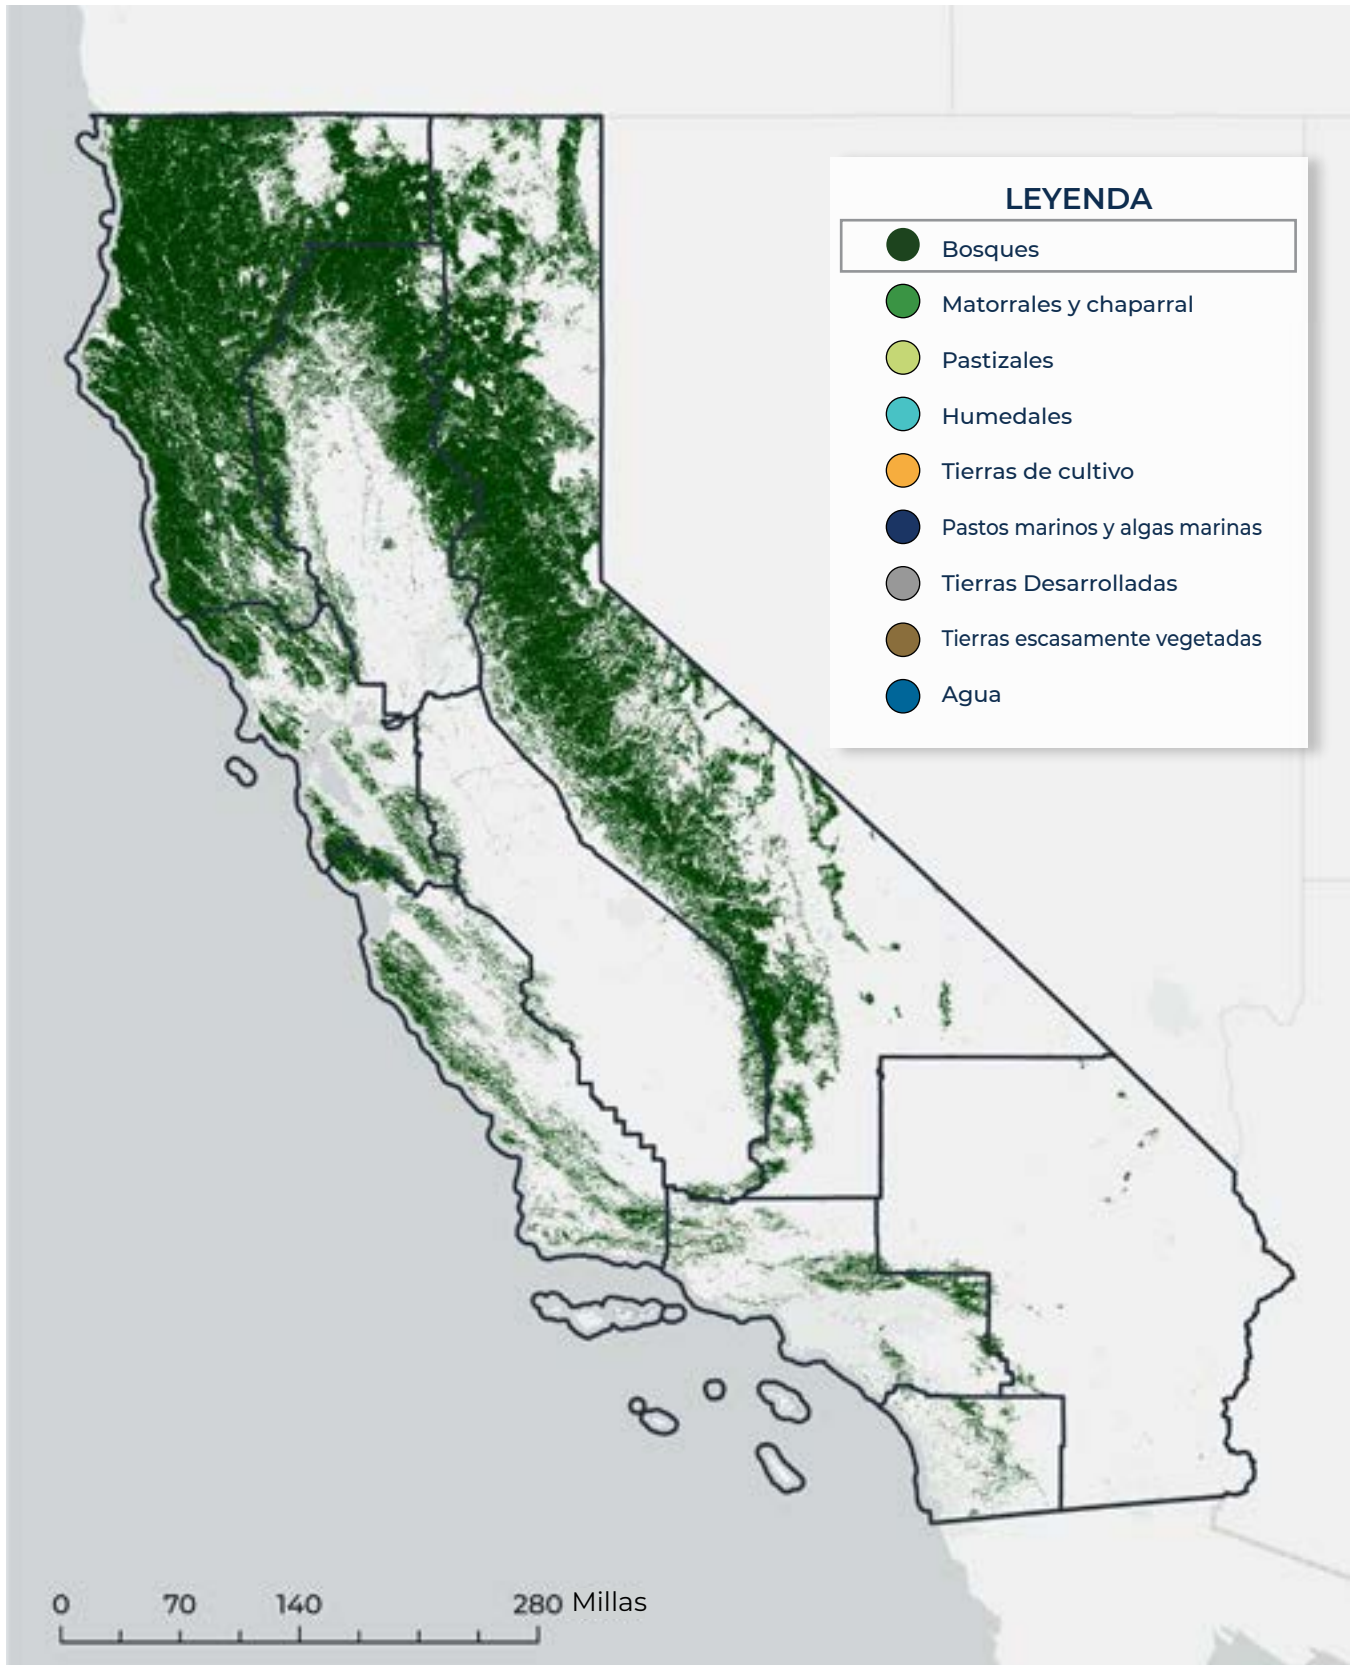 LEYENDA
Bosques
Matorrales y chaparral
Pastizales
Humedales
Tierras de cultivo
Pastos marinos y algas marinas
Tierras Desarrolladas
Tierras escasamente vegetadas
Agua
0 70 140 280 Millas